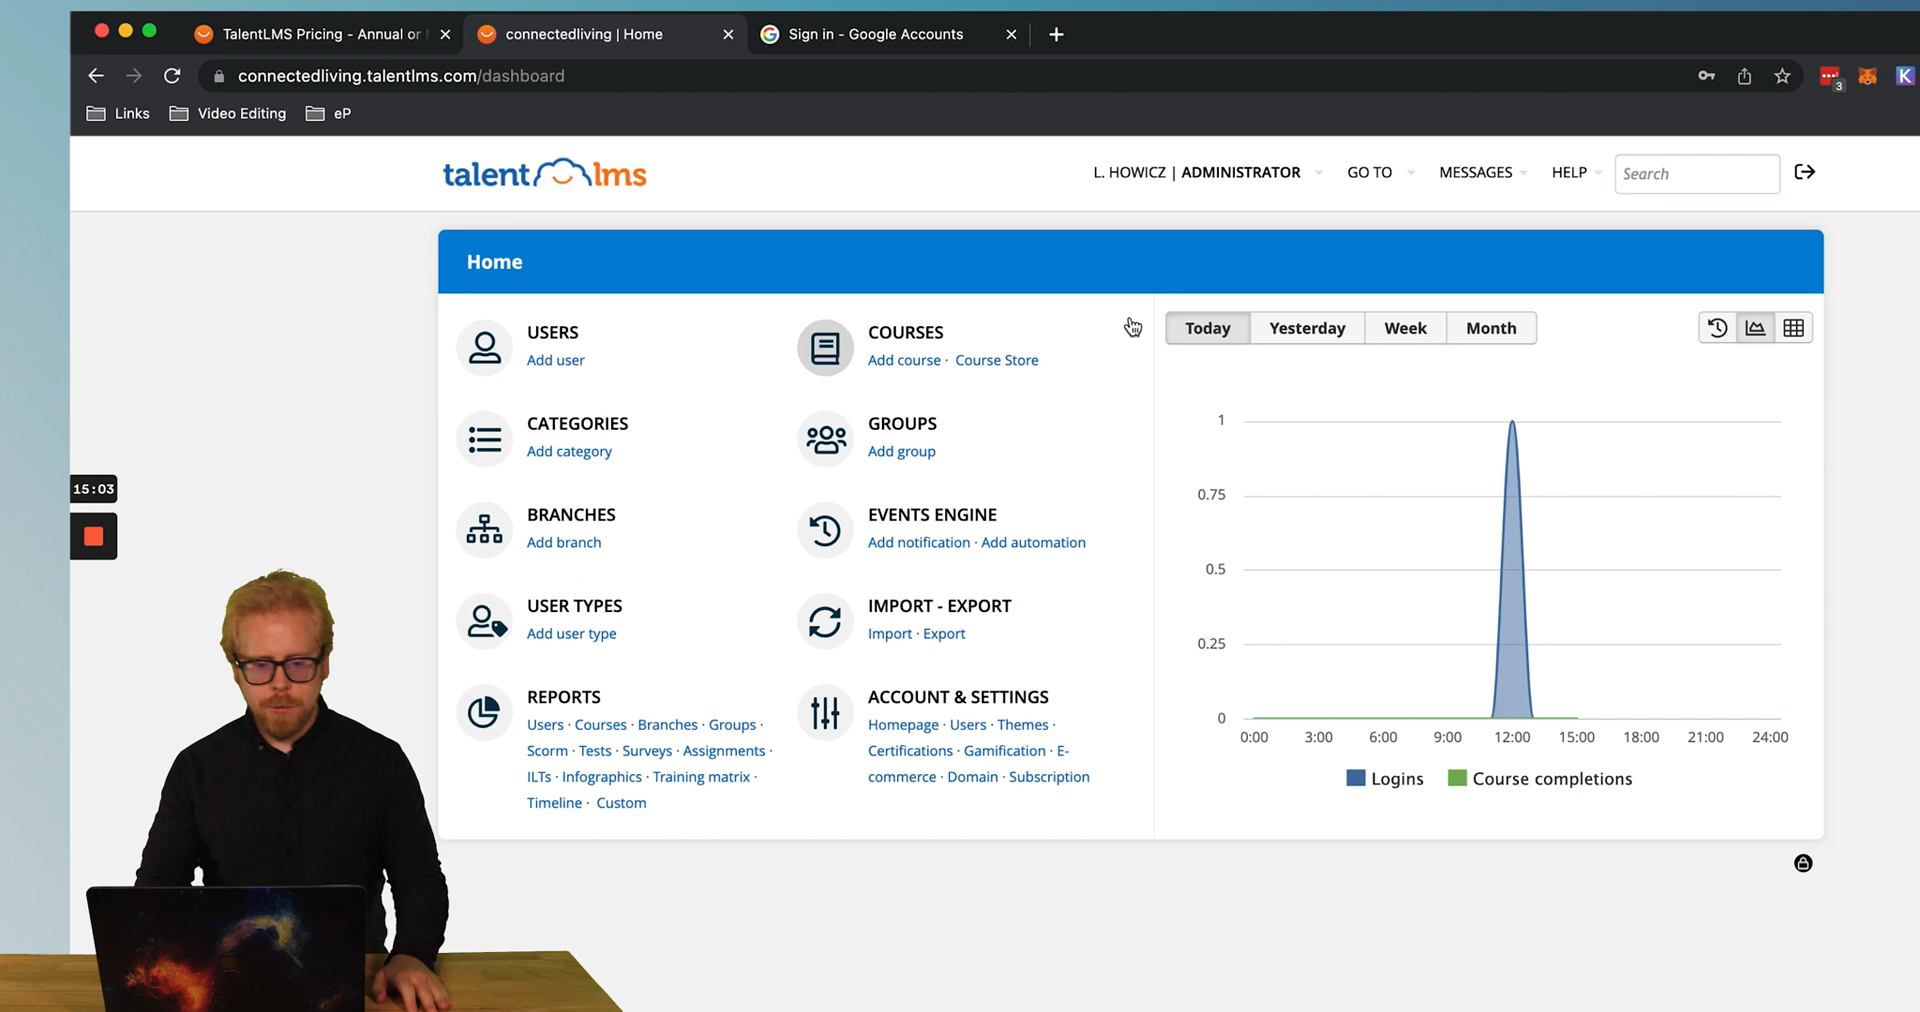 TalentLMS Pricing - Annual or
connectedliving | Home
Sign in - Google Accounts
connectedliving.talentlms.com/dashboard
3
K
Links
Video Editing
eP
talentlms
L. HOWICZ | ADMINISTRATOR
GO TO
MESSAGES
HELP
Search
Home
USERS
Add user
COURSES
Add course · Course Store
CATEGORIES
Add category
GROUPS
Add group
BRANCHES
Add branch
EVENTS ENGINE
Add notification · Add automation
USER TYPES
Add user type
IMPORT - EXPORT
Import · Export
REPORTS
Users · Courses · Branches · Groups ·
Scorm · Tests · Surveys · Assignments ·
ILTs · Infographics · Training matrix ·
Timeline · Custom
ACCOUNT & SETTINGS
Homepage · Users · Themes ·
Certifications · Gamification · E-
commerce · Domain · Subscription
Today
Yesterday
Week
Month
1
0.75
0.5
0.25
0
0:00 3:00 6:00 9:00 12:00 15:00 18:00 21:00 24:00
Logins
Course completions
15:03